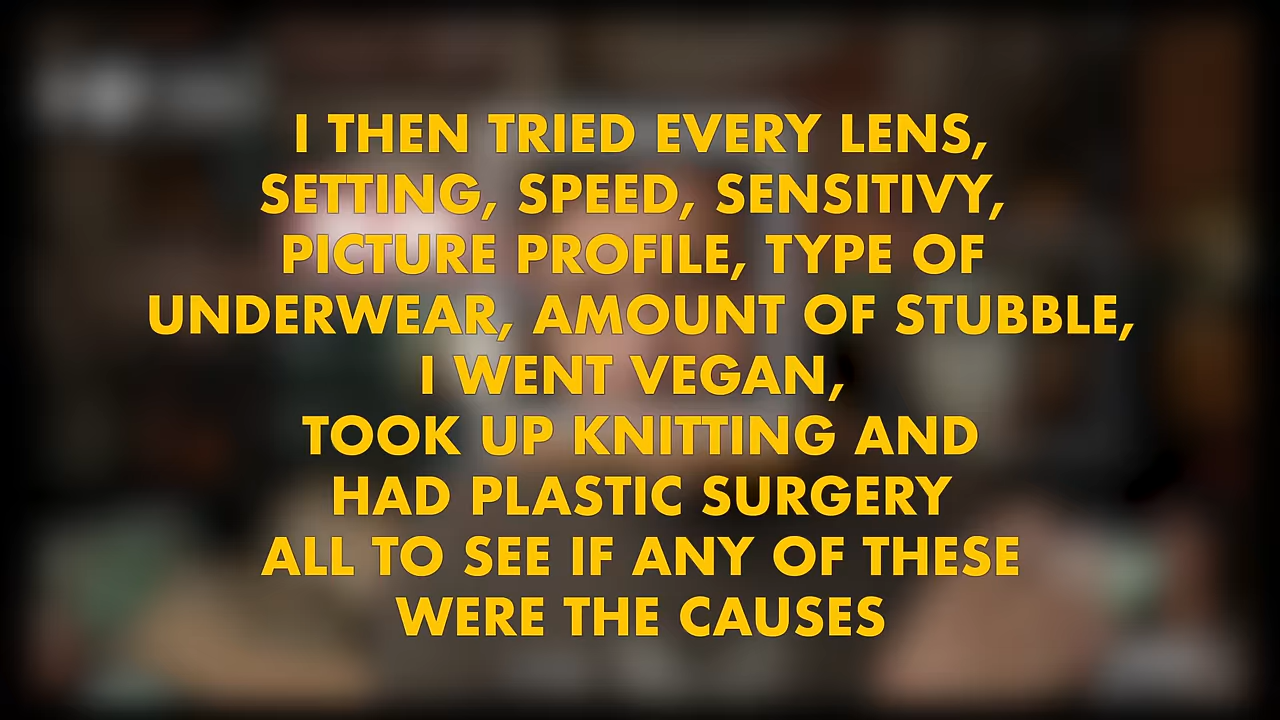 I THEN TRIED EVERY LENS,
SETTING, SPEED, SENSITIVY,
PICTURE PROFILE, TYPE OF
UNDERWEAR, AMOUNT OF STUBBLE,
I WENT VEGAN,
TOOK UP KNITTING AND
HAD PLASTIC SURGERY
ALL TO SEE IF ANY OF THESE
WERE THE CAUSES